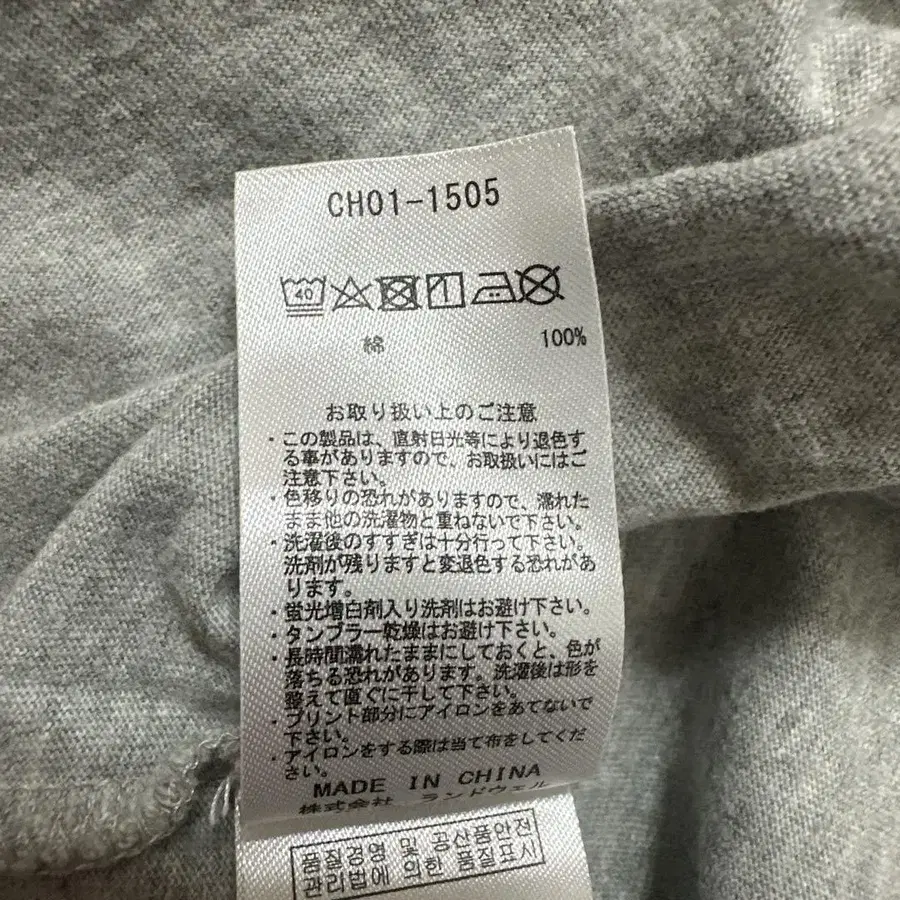 CH01-1505
40
綿 100%
お取り扱い上のご注意
・この製品は、直射日光等により退色す
る事がありますので、お取扱いにはご
注意下さい。
・色移りの恐れがありますので、濡れた
まま他の洗濯物と重ねないで下さい。
・洗濯後のすすぎは十分行って下さい。
洗剤が残りますと変退色する恐れがあ
ります。
・蛍光増白剤入り洗剤はお避け下さい。
・タンブラー乾燥はお避け下さい。
・長時間濡れたままにしておくと、色が
落ちる恐れがあります。洗濯後は形を
整えて直ぐに干して下さい。
・プリント部分にアイロンをあてないで
下さい。
・アイロンをする際は当て布をしてくだ
さい。
MADE IN CHINA
株式会社 ランドウェル
품질경영 및 공산품안전
관리법에 의한 품질표시